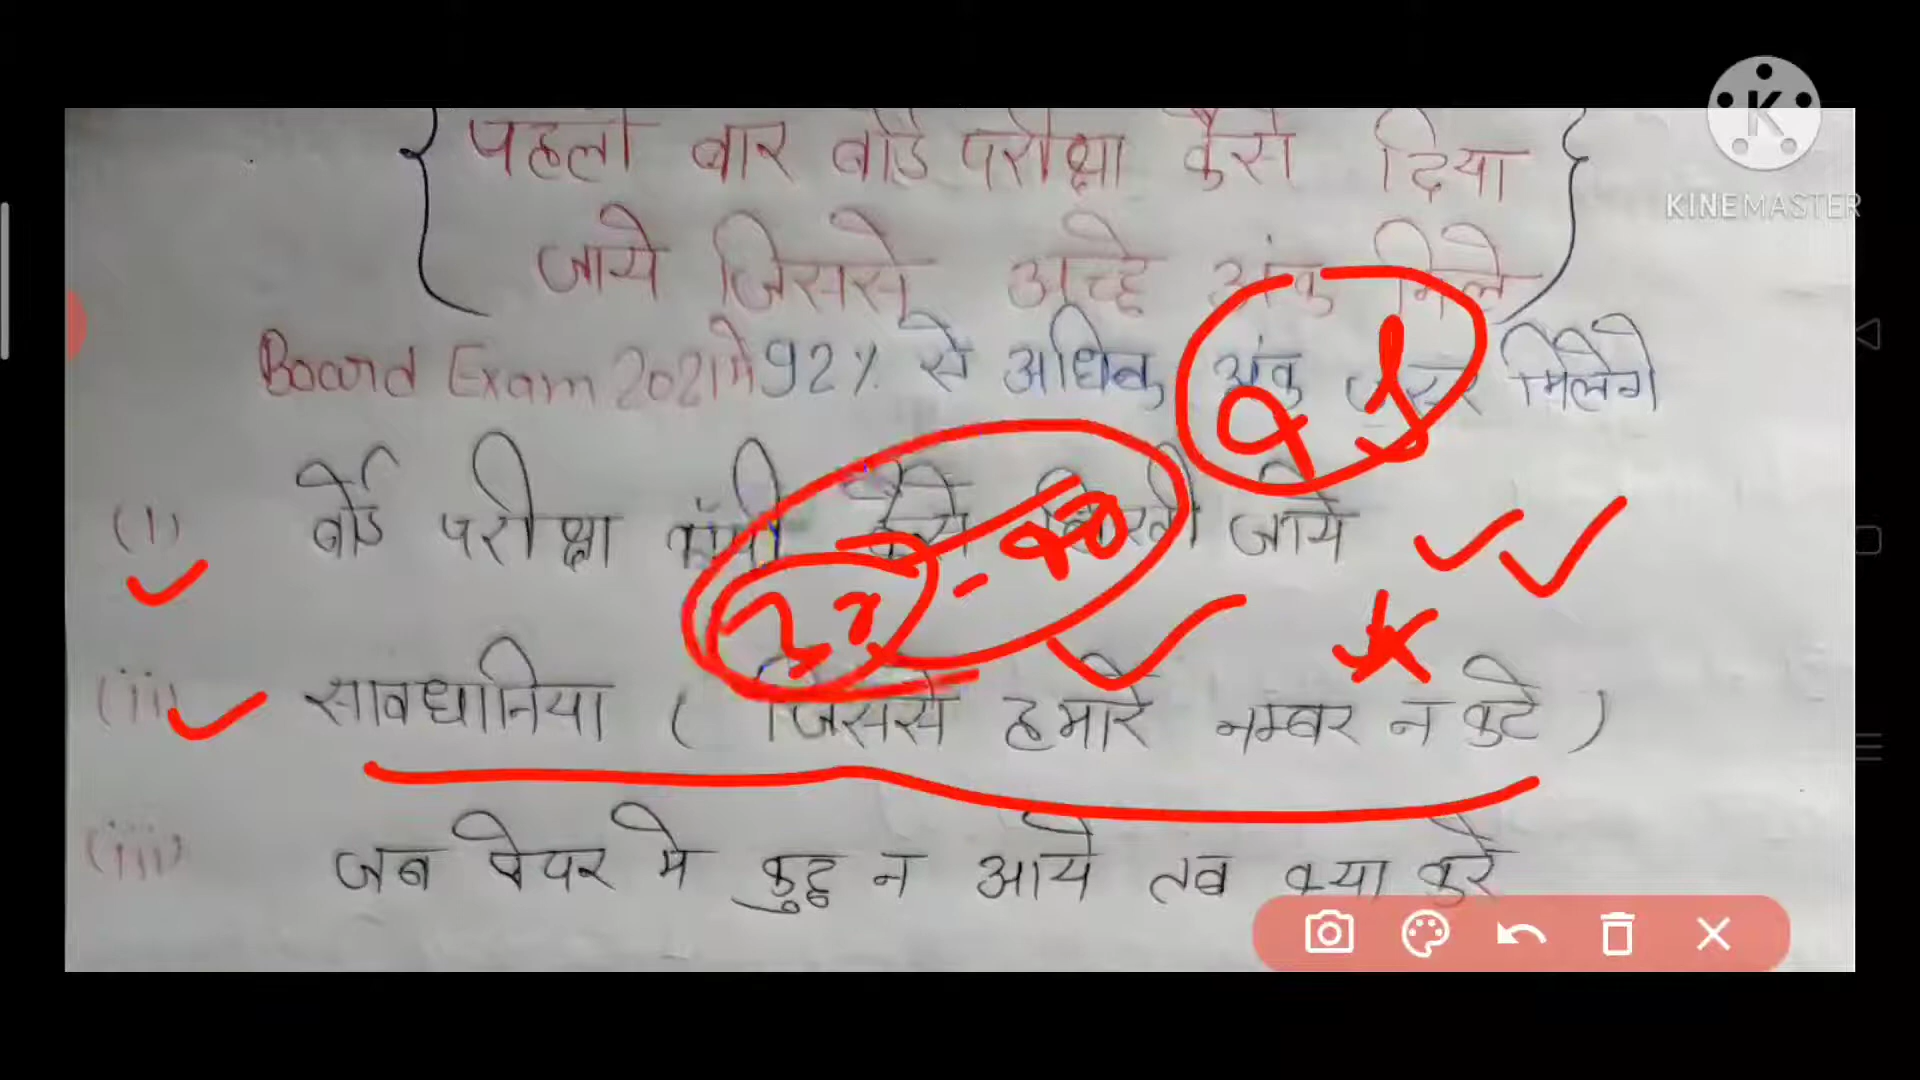 पहली बार बोर्ड परीक्षा कैसे दिया
जाये जिससे अच्छे अंक मिले
Board Exam 2021 मे 92% से अधिक अंक जरुर मिलेंगे
(i) बोर्ड परीक्षा कॉपी कैसे लिखी जाये
(ii) सावधानिया ( जिससे हमारे नम्बर न कटे )
(iii) जब पेपर मे कुछ न आये तब क्या करे
KINEMASTER